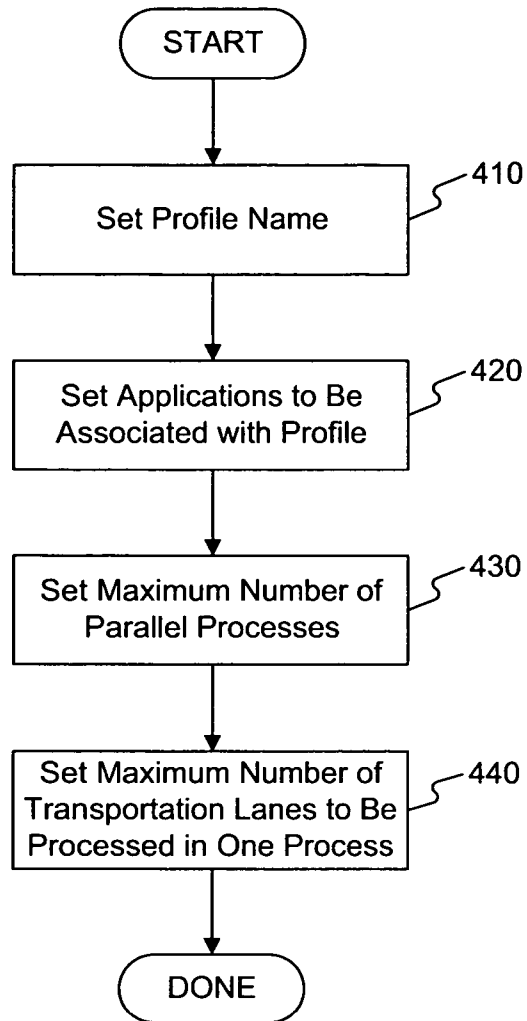 START
410
Set Profile Name
420
Set Applications to Be
Associated with Profile
430
Set Maximum Number of
Parallel Processes
440
Set Maximum Number of
Transportation Lanes to Be
Processed in One Process
DONE